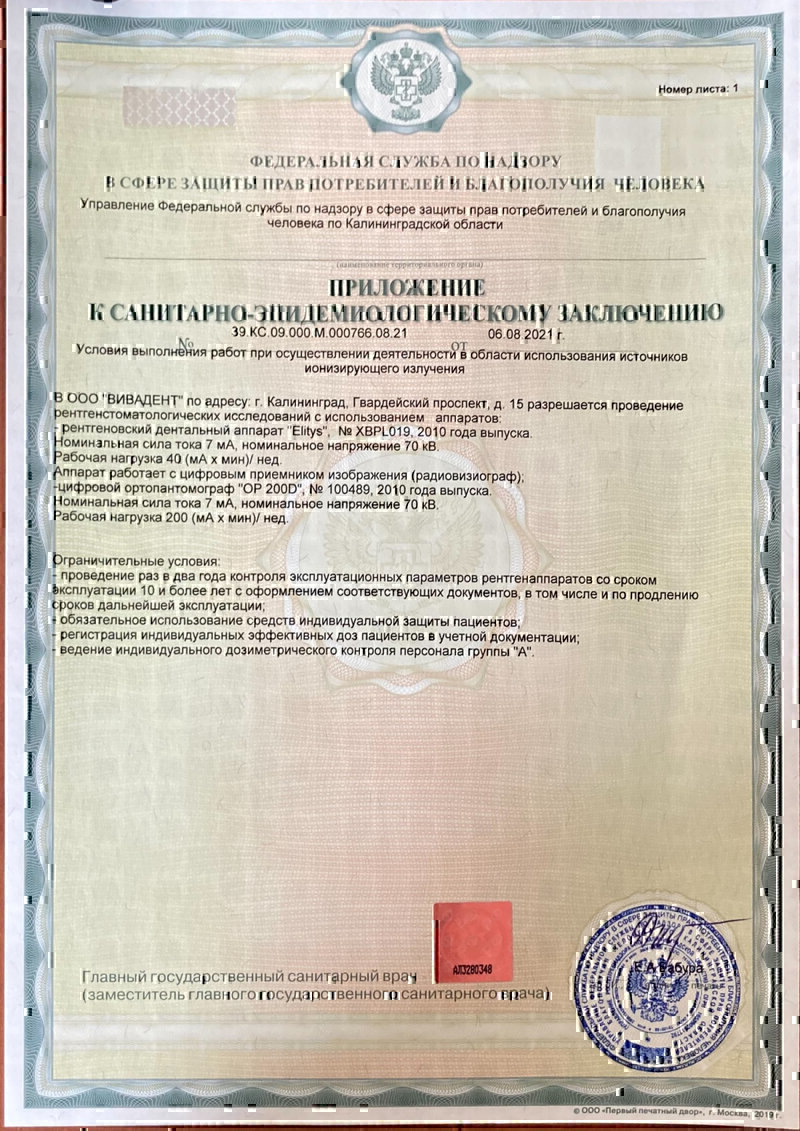 Номер листа: 1
ФЕДЕРАЛЬНАЯ СЛУЖБА ПО НАДЗОРУ
В СФЕРЕ ЗАЩИТЫ ПРАВ ПОТРЕБИТЕЛЕЙ И БЛАГОПОЛУЧИЯ ЧЕЛОВЕКА
Управление Федеральной службы по надзору в сфере защиты прав потребителей и благополучия
человека по Калининградской области
(наименование территориального органа)
ПРИЛОЖЕНИЕ
К САНИТАРНО-ЭПИДЕМИОЛОГИЧЕСКОМУ ЗАКЛЮЧЕНИЮ
№ 39.КС.09.000.М.000766.08.21 от 06.08 2021 г.
Условия выполнения работ при осуществлении деятельности в области использования источников
ионизирующего излучения
В ООО "ВИВАДЕНТ" по адресу: г. Калининград, Гвардейский проспект, д. 15 разрешается проведение
рентгенстоматологических исследований с использованием аппаратов:
- рентгеновский дентальный аппарат "Elitys", № XBPL019, 2010 года выпуска.
Номинальная сила тока 7 мА, номинальное напряжение 70 кВ.
Рабочая нагрузка 40 (мА х мин)/ нед.
Аппарат работает с цифровым приемником изображения (радиовизиограф);
-цифровой ортопантомограф "OP 200D", № 100489, 2010 года выпуска.
Номинальная сила тока 7 мА, номинальное напряжение 70 кВ.
Рабочая нагрузка 200 (мА х мин)/ нед.
Ограничительные условия:
- проведение раз в два года контроля эксплуатационных параметров рентгенаппаратов со сроком
эксплуатации 10 и более лет с оформлением соответствующих документов, в том числе и по продлению
сроков дальнейшей эксплуатации;
- обязательное использование средств индивидуальной защиты пациентов;
- регистрация индивидуальных эффективных доз пациентов в учетной документации;
- ведение индивидуального дозиметрического контроля персонала группы "А".
АЛ3280348
Главный государственный санитарный врач
(заместитель главного государственного санитарного врача)
Бабура
© ООО «Первый печатный двор», г. Москва, 2019 г.